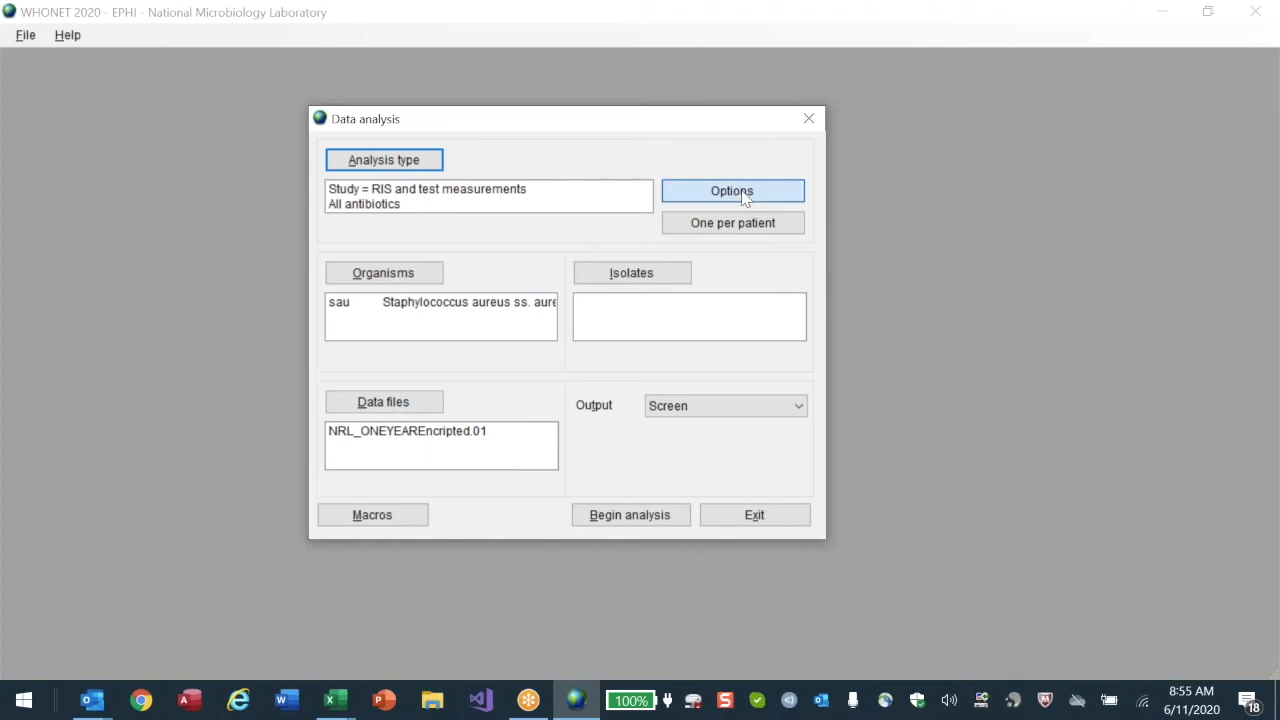 WHONET 2020 - EPHI - National Microbiology Laboratory
File Help
Data analysis
Analysis type
Study = RIS and test measurements
All antibiotics
Options
One per patient
Organisms
sau Staphylococcus aureus ss. aure
Isolates
Data files
NRL_ONEYEAREncripted.01
Output
Screen
Macros
Begin analysis
Exit
100%
8:55 AM
6/11/2020
18